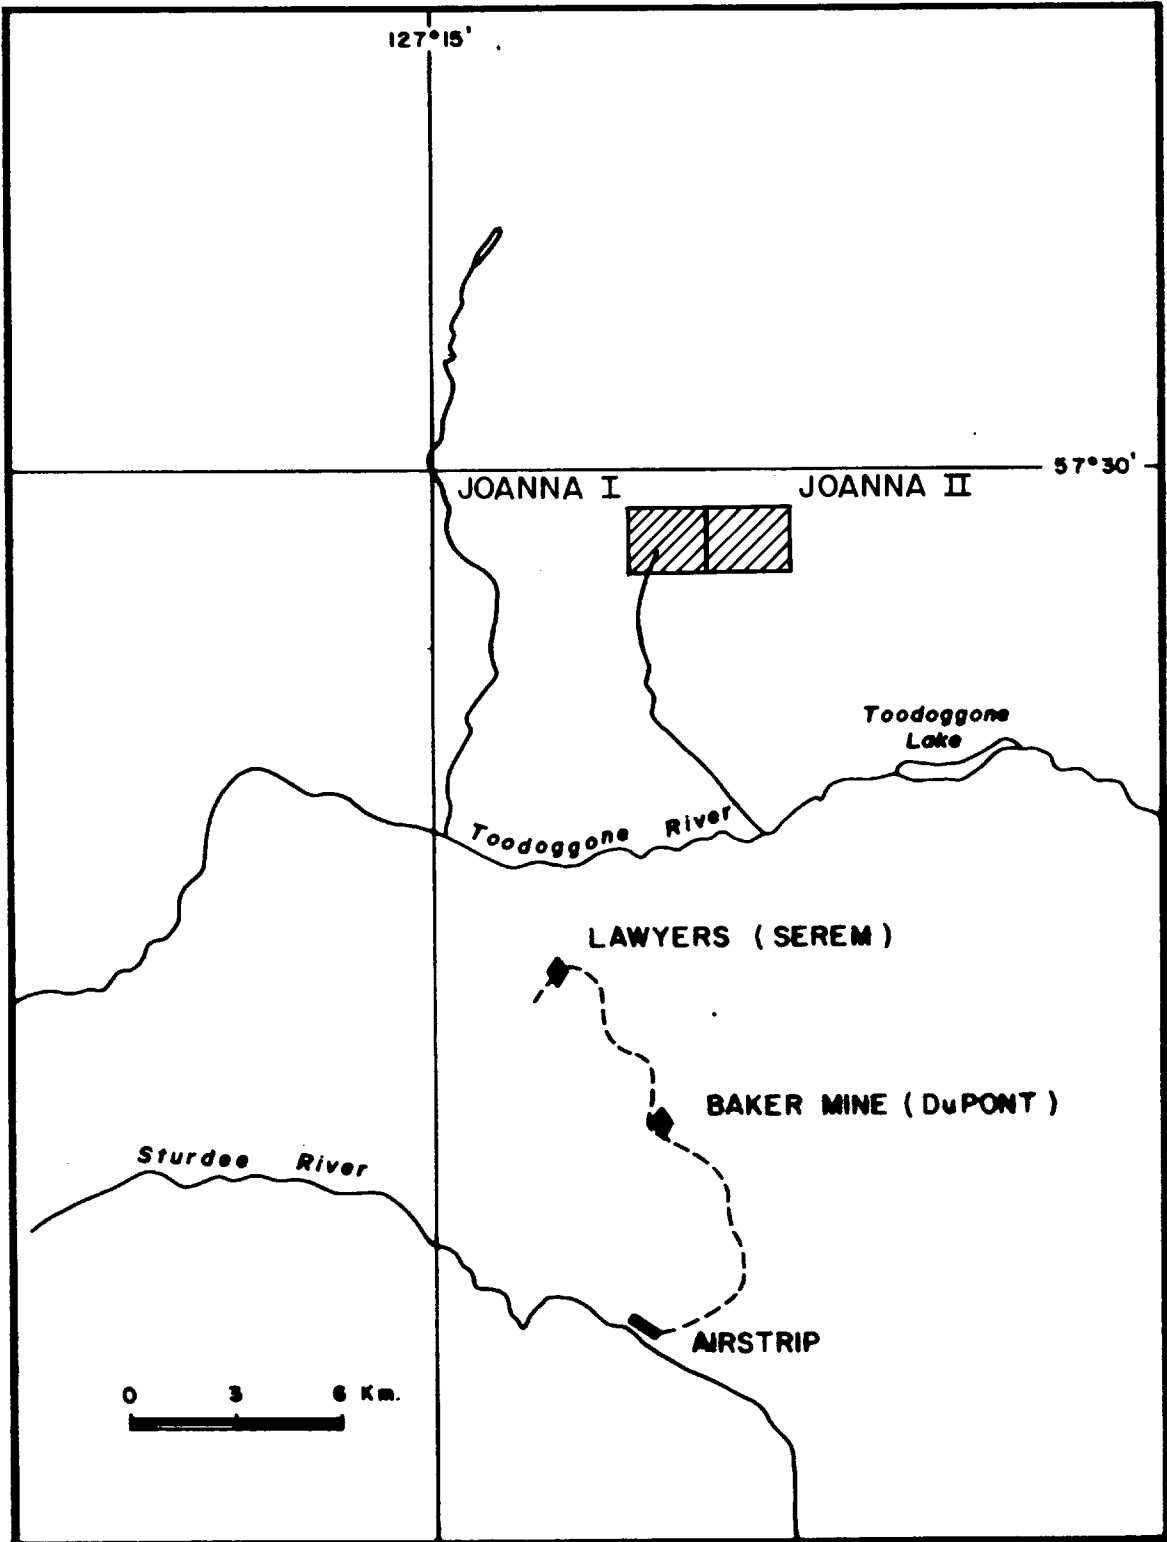 127°15'
57°30'
JOANNA I
JOANNA II
Toodoggone
Lake
Toodoggone River
LAWYERS (SEREM)
BAKER MINE (DuPONT)
Sturdee River
AIRSTRIP
0 3 6 Km.